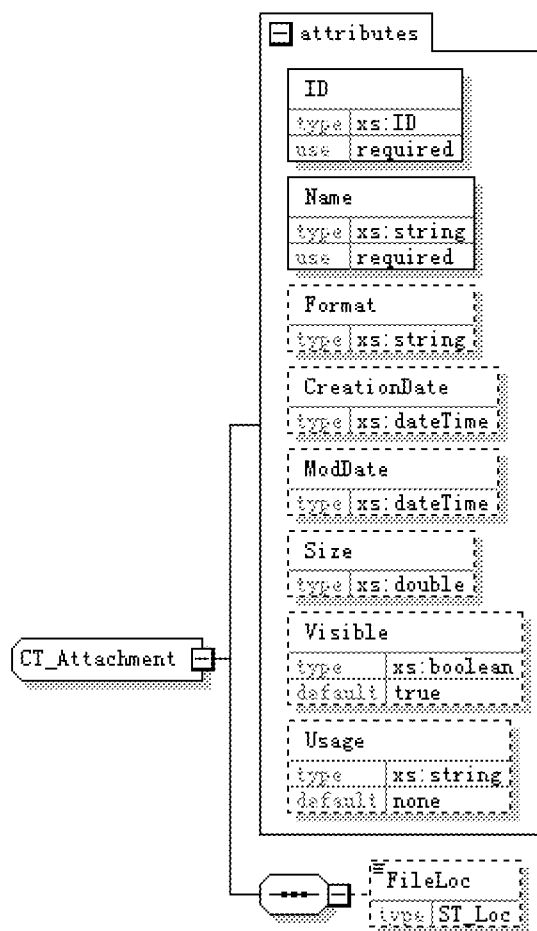 attributes
ID
type xs:ID
use required
Name
type xs:string
use required
Format
type xs:string
CreationDate
type xs:dateTime
ModDate
type xs:dateTime
Size
type xs:double
Visible
type xs:boolean
default true
Usage
type xs:string
default none
CT_Attachment
FileLoc
type ST_Loc